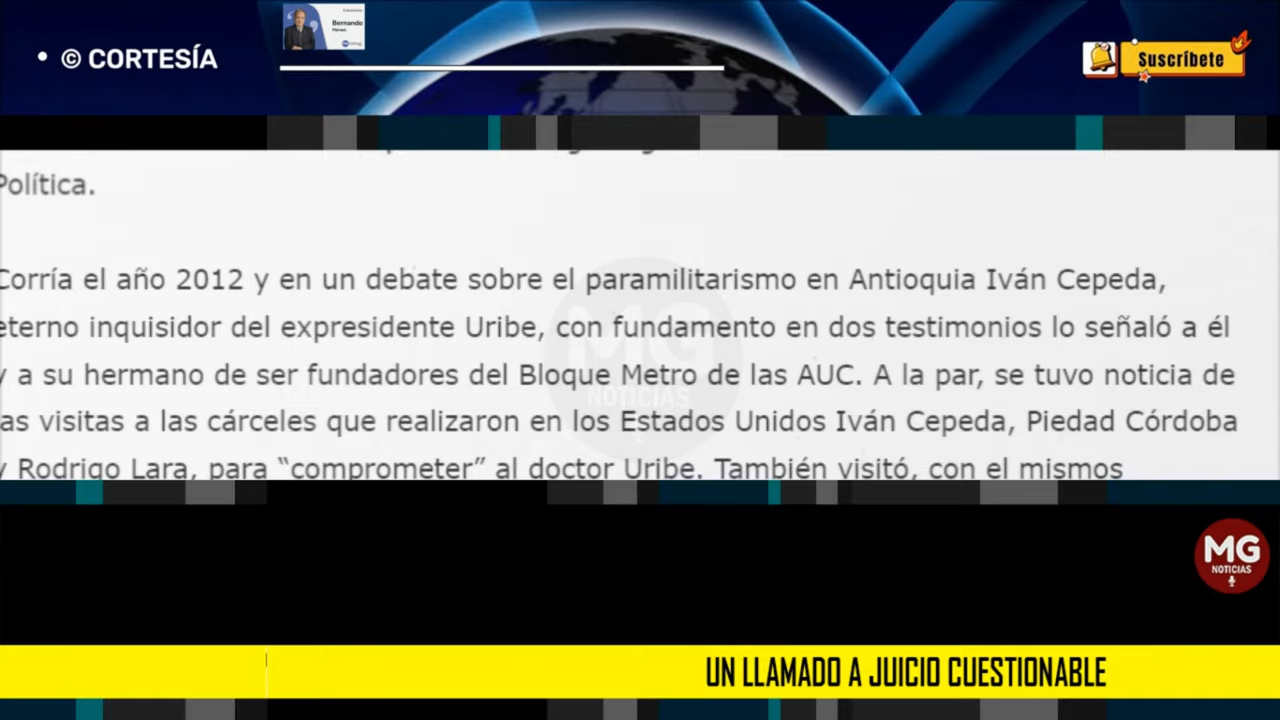 • © CORTESÍA
Bernando
Suscríbete
Política.
Corría el año 2012 y en un debate sobre el paramilitarismo en Antioquia Iván Cepeda,
eterno inquisidor del expresidente Uribe, con fundamento en dos testimonios lo señaló a él
y a su hermano de ser fundadores del Bloque Metro de las AUC. A la par, se tuvo noticia de
las visitas a las cárceles que realizaron en los Estados Unidos Iván Cepeda, Piedad Córdoba
y Rodrigo Lara, para “comprometer” al doctor Uribe. También visitó, con el mismos
MG
NOTICIAS
MG
NOTICIAS
UN LLAMADO A JUICIO CUESTIONABLE